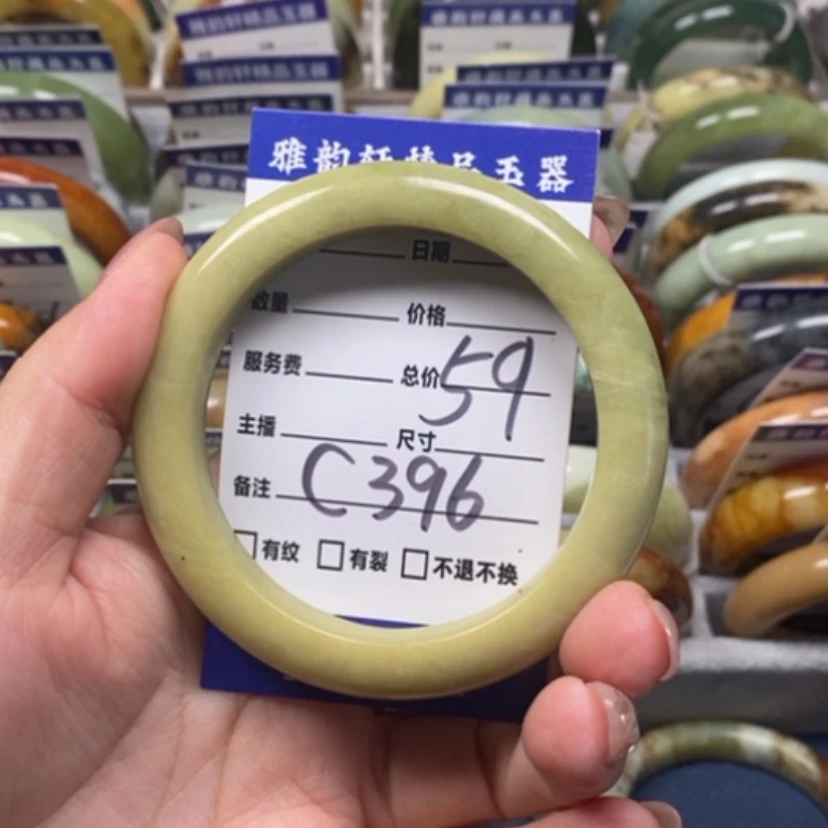 雅韵轩精品玉器
日期
数量 价格
服务费 总价 59
主播 尺寸
备注 C396
有纹 有裂 不退不换